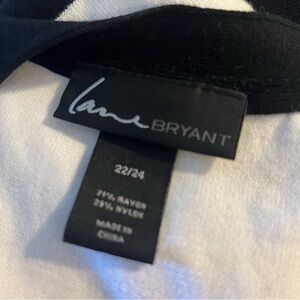 Lane BRYANT
22/24
71% RAYON
29% NYLON
MADE IN
CHINA